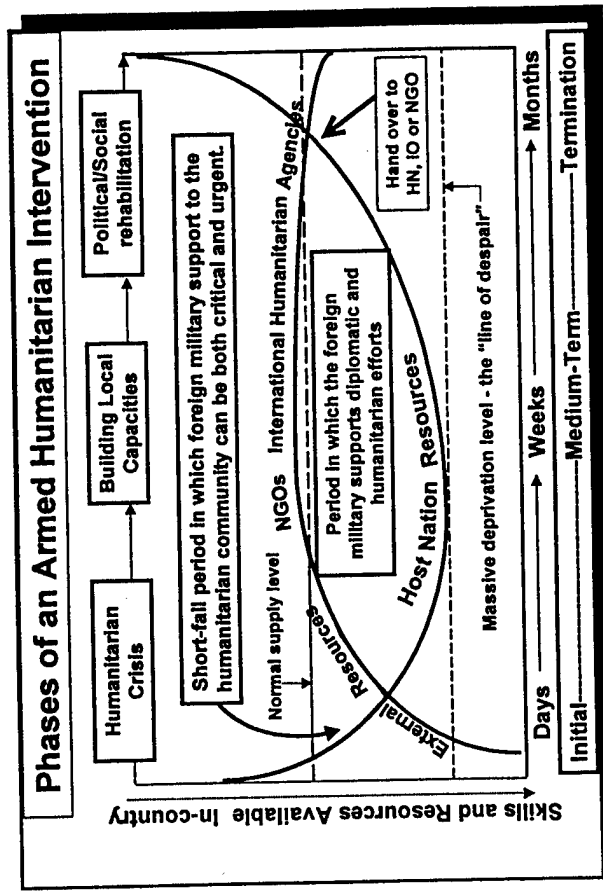 Phases of an Armed Humanitarian Intervention
Humanitarian
Crisis
Building Local
Capacities
Political/Social
rehabilitation
Short-fall period in which foreign military support to the
humanitarian community can be both critical and urgent.
Normal supply level
NGOs International Humanitarian Agencies
External Resources
Period in which the foreign
military supports diplomatic and
humanitarian efforts
Hand over to
HN, IO or NGO
Host Nation Resources
Massive deprivation level - the "line of despair"
Skills and Resources Available In-country
Days Weeks Months
Initial Medium-Term Termination